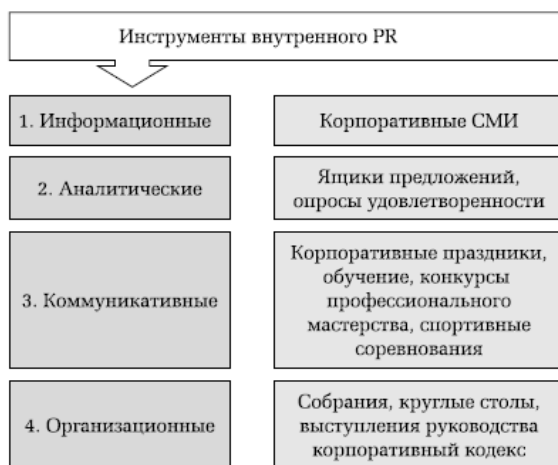 Инструменты внутренного PR
1. Информационные
Корпоративные СМИ
2. Аналитические
Ящики предложений,
опросы удовлетворенности
3. Коммуникативные
Корпоративные праздники,
обучение, конкурсы
профессионального
мастерства, спортивные
соревнования
4. Организационные
Собрания, круглые столы,
выступления руководства
корпоративный кодекс